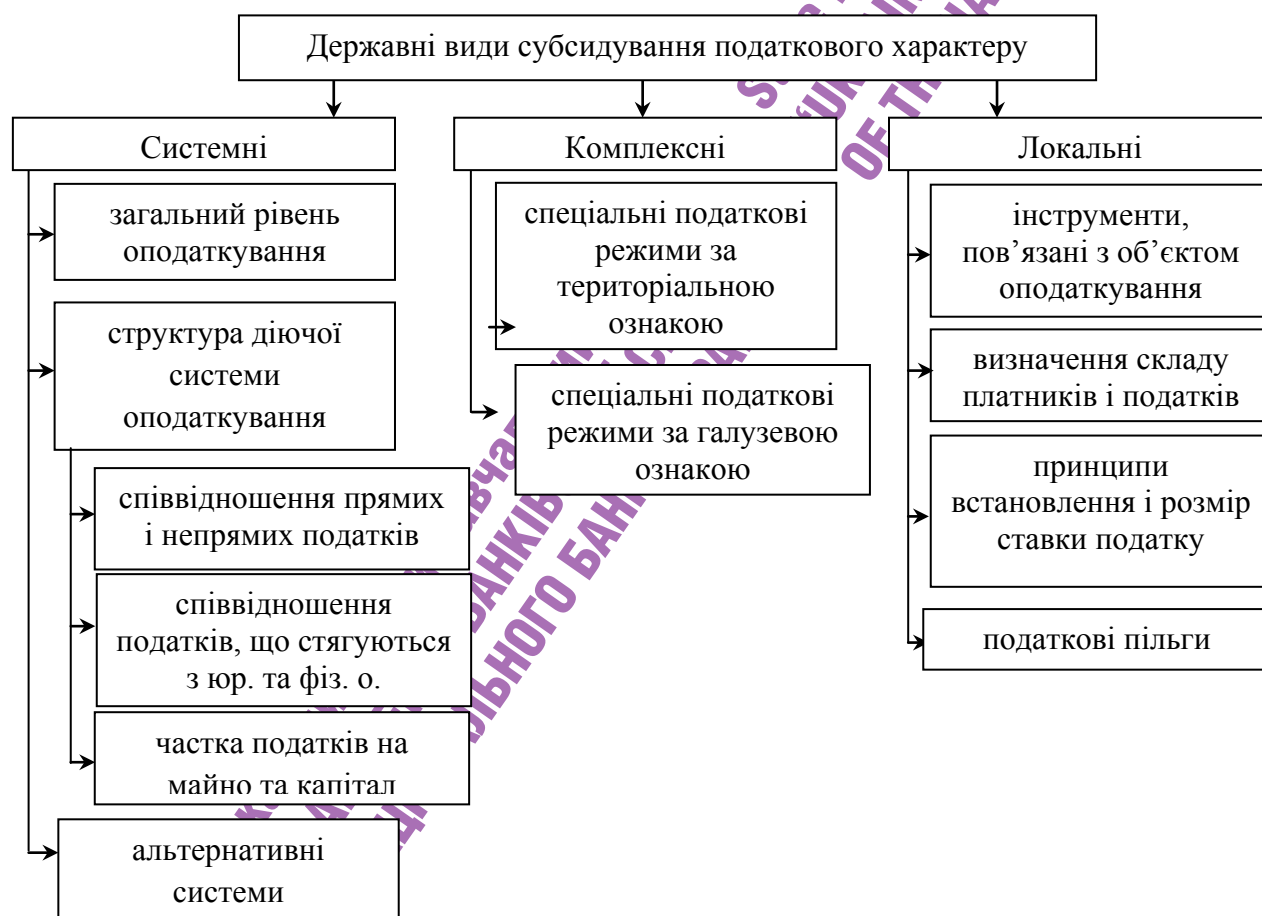 Державні види субсидування податкового характеру
Системні
загальний рівень
оподаткування
структура діючої
системи
оподаткування
співвідношення прямих
і непрямих податків
співвідношення
податків, що стягуються
з юр. та фіз. о.
частка податків на
майно та капітал
альтернативні
системи
Комплексні
спеціальні податкові
режими за
територіальною
ознакою
спеціальні податкові
режими за галузевою
ознакою
Локальні
інструменти,
пов’язані з об’єктом
оподаткування
визначення складу
платників і податків
принципи
встановлення і розмір
ставки податку
податкові пільги
OF TH